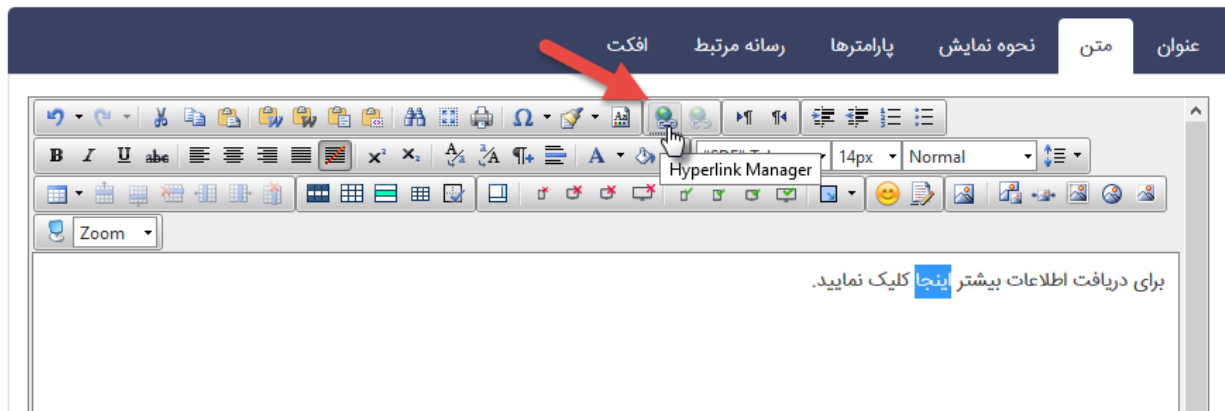 عنوان متن نحوه نمایش پارامترها رسانه مرتبط افکت
14px Normal
Hyperlink Manager
Zoom
برای دریافت اطلاعات بیشتر اینجا کلیک نمایید.